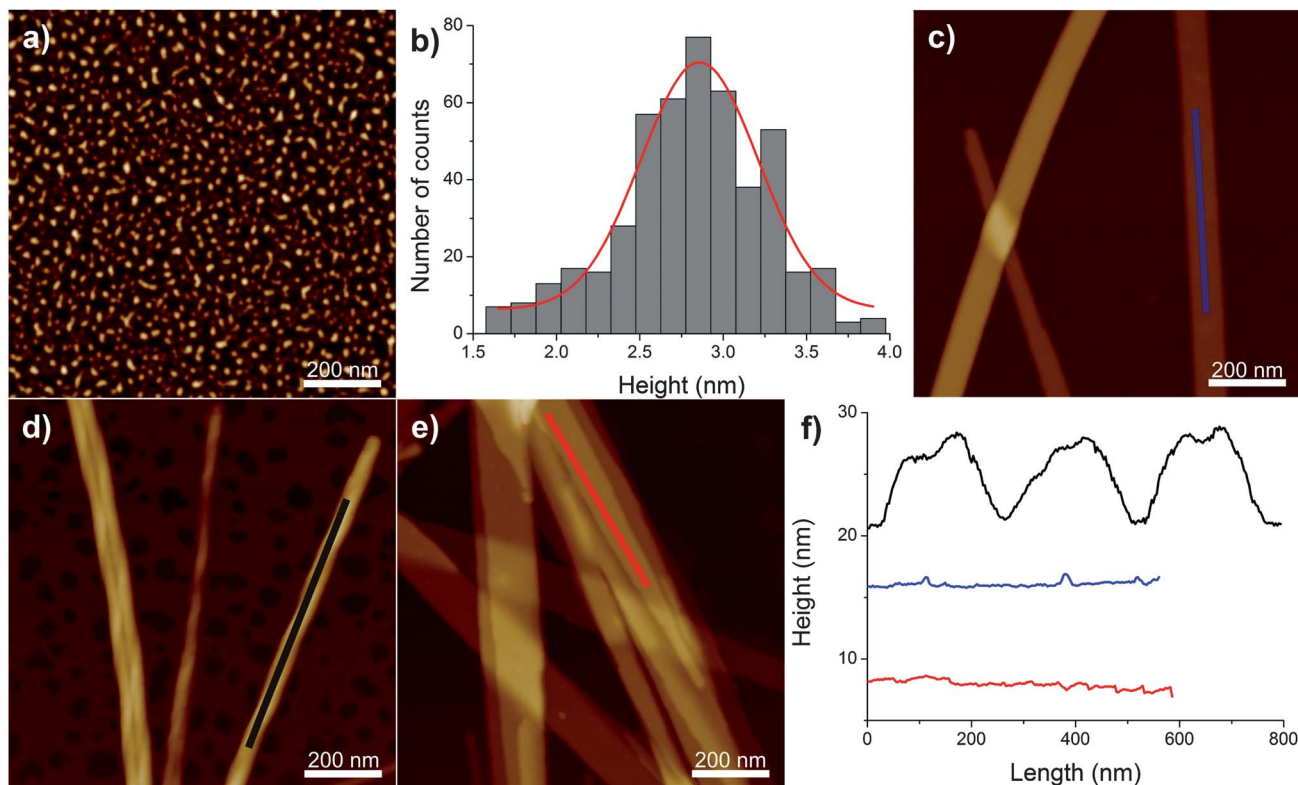 a)
200 nm
b)
Number of counts
80
60
40
20
0
1.5
2.0
2.5
3.0
3.5
4.0
Height (nm)
c)
200 nm
d)
200 nm
e)
200 nm
f)
Height (nm)
30
20
10
0
200
400
600
800
Length (nm)